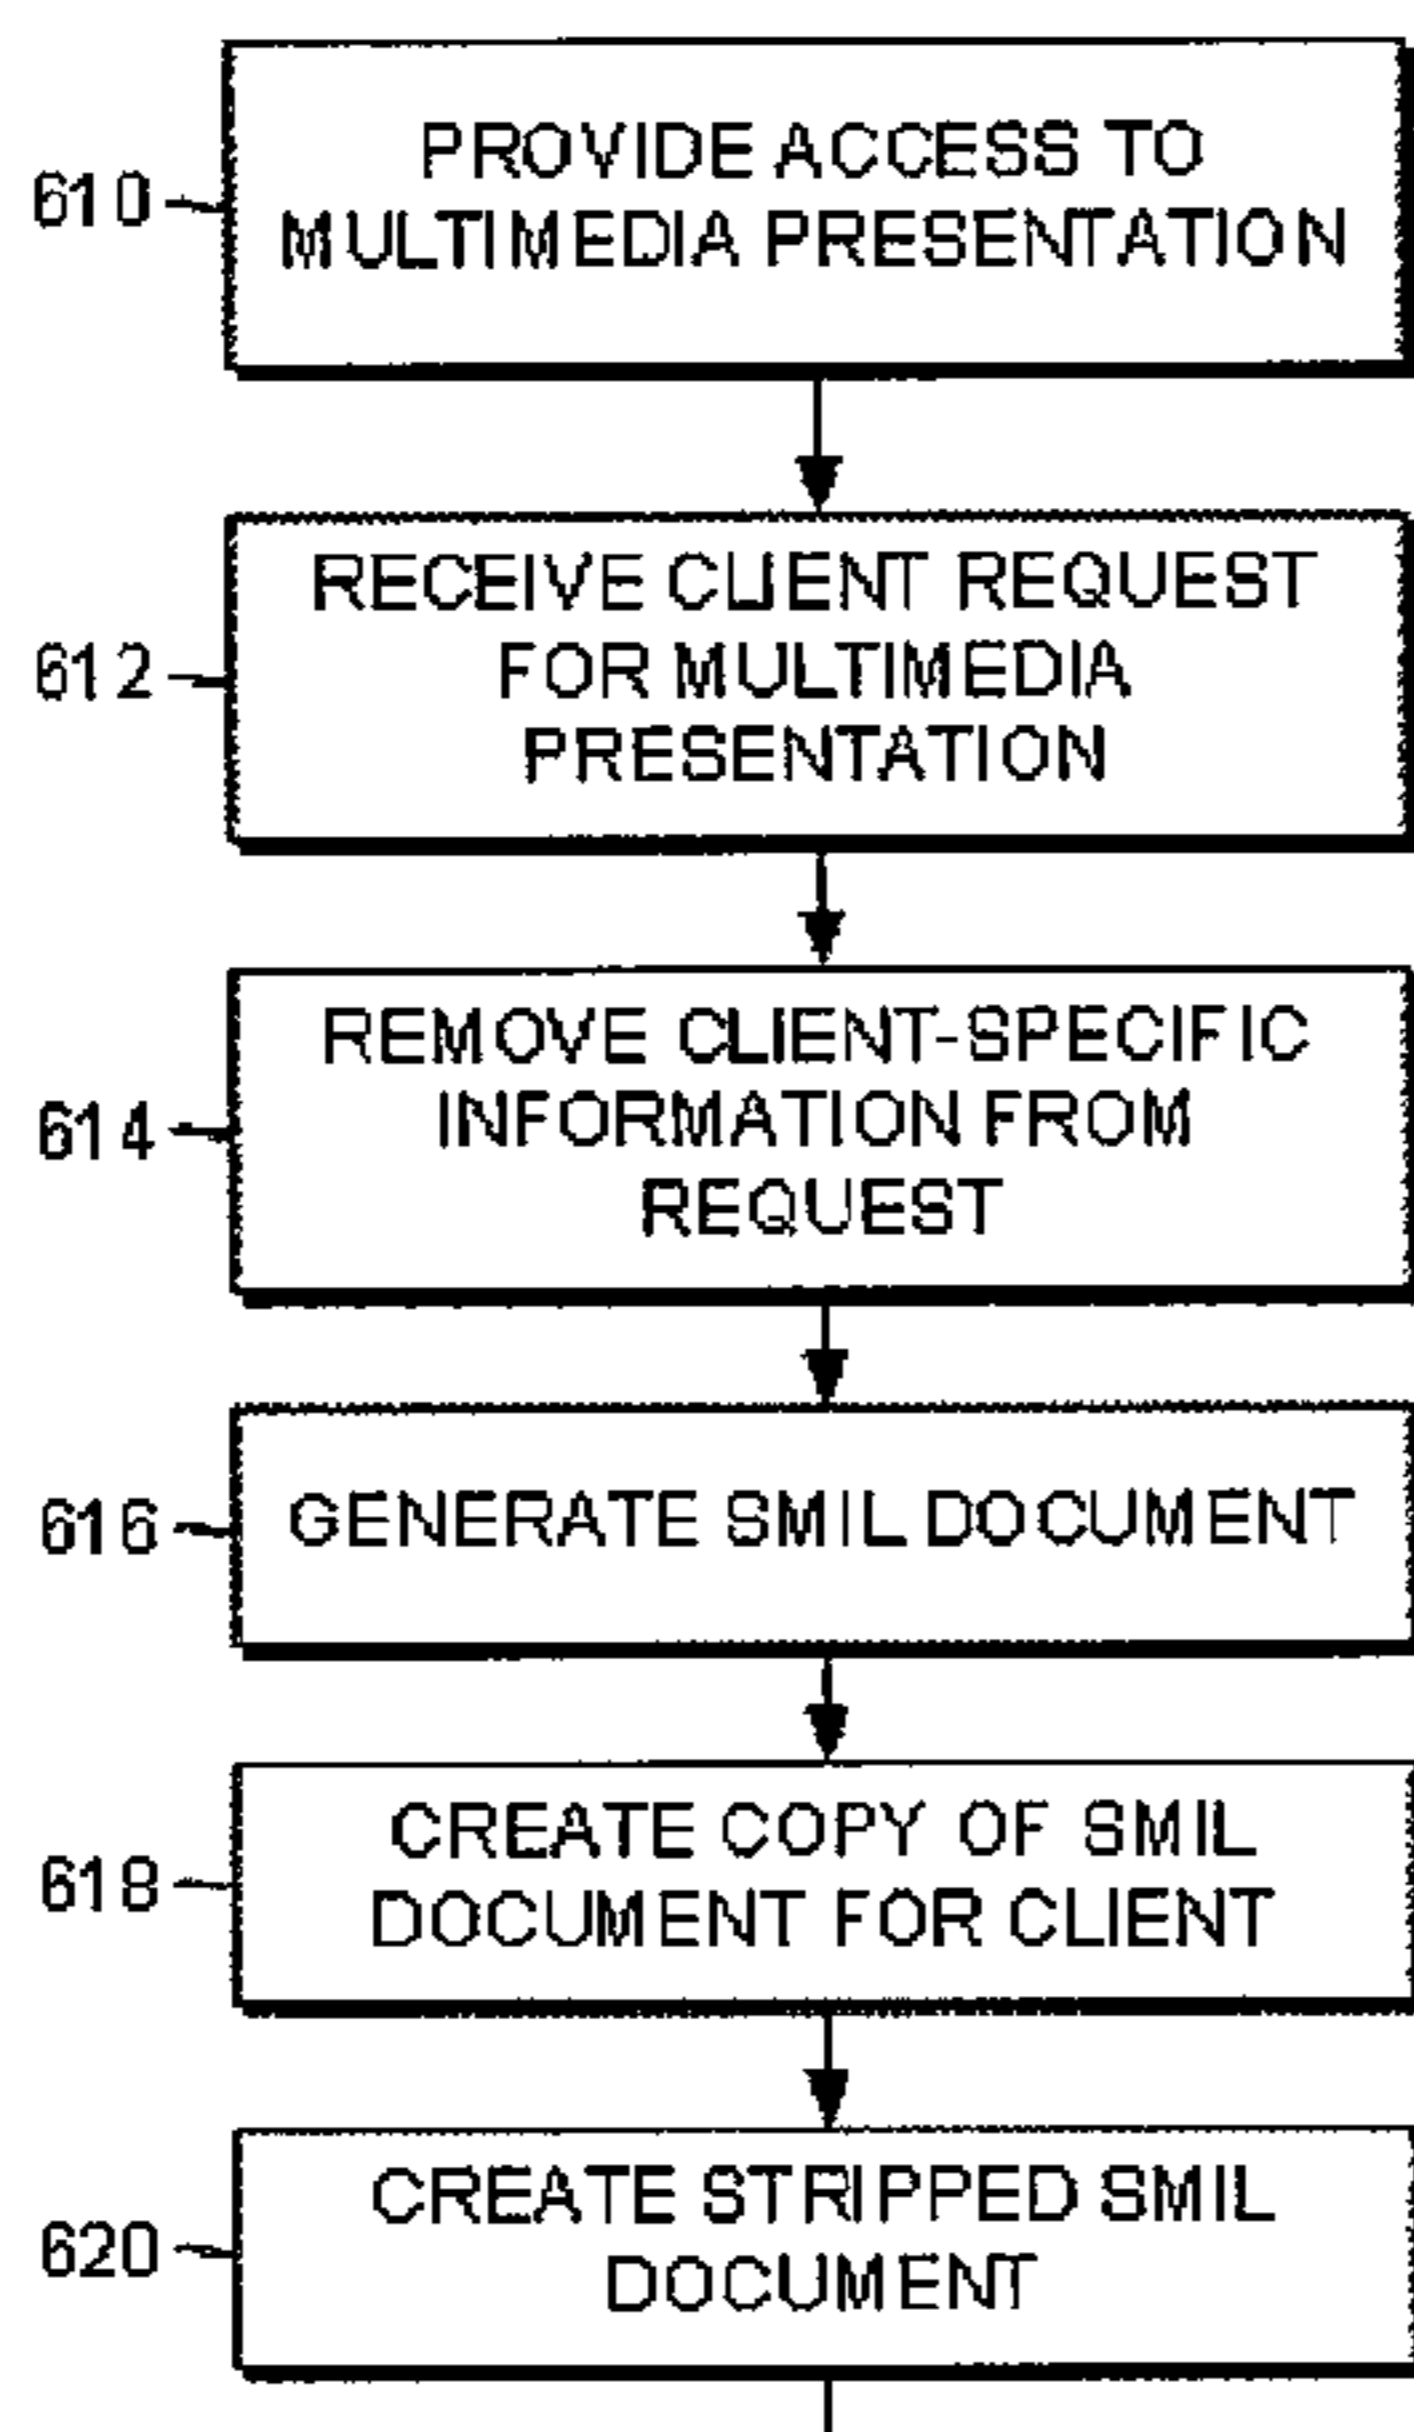 PROVIDE ACCESS TO
610
MULTIMEDIA PRESENTATION
RECEIVE CLIENT REQUEST
612
FOR MULTIMEDIA
PRESENTATION
REMOVE CLIENT-SPECIFIC
614
INFORMATION FROM
REQUEST
616
GENERATE SMIL DOCUMENT
CREATE COPY OF SMIL
618
DOCUMENT FOR CLIENT
CREATE STRIPPED SMIL
620
DOCUMENT